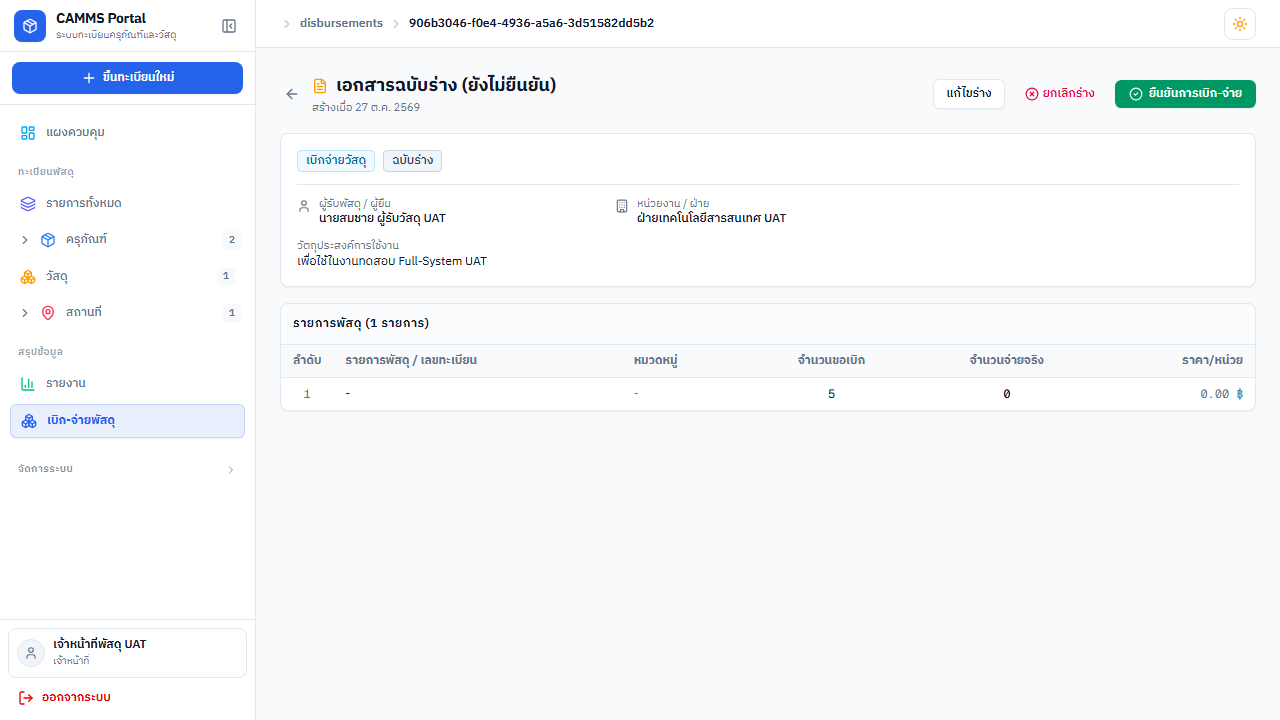 CAMMS Portal
ระบบทะเบียนครุภัณฑ์และวัสดุ
ขึ้นทะเบียนใหม่
แผงควบคุม
ทะเบียนพัสดุ
รายการทั้งหมด
ครุภัณฑ์ 2
วัสดุ 1
สถานที่ 1
สรุปข้อมูล
รายงาน
เบิก-จ่ายพัสดุ
จัดการระบบ
เจ้าหน้าที่พัสดุ UAT
เจ้าหน้าที่
ออกจากระบบ
disbursements 906b3046-f0e4-4936-a5a6-3d51582dd5b2
เอกสารฉบับร่าง (ยังไม่ยืนยัน)
สร้างเมื่อ 27 ต.ค. 2569
แก้ไขร่าง ยกเลิกร่าง ยืนยันการเบิก-จ่าย
เบิกจ่ายวัสดุ ฉบับร่าง
ผู้รับพัสดุ / ผู้ยืม
นายสมชาย ผู้รับวัสดุ UAT
หน่วยงาน / ฝ่าย
ฝ่ายเทคโนโลยีสารสนเทศ UAT
วัตถุประสงค์การใช้งาน
เพื่อใช้ในงานทดสอบ Full-System UAT
รายการพัสดุ (1 รายการ)
ลำดับ รายการพัสดุ / เลขทะเบียน หมวดหมู่ จำนวนขอเบิก จำนวนจ่ายจริง ราคา/หน่วย
1 - - 5 0 0.00 ฿